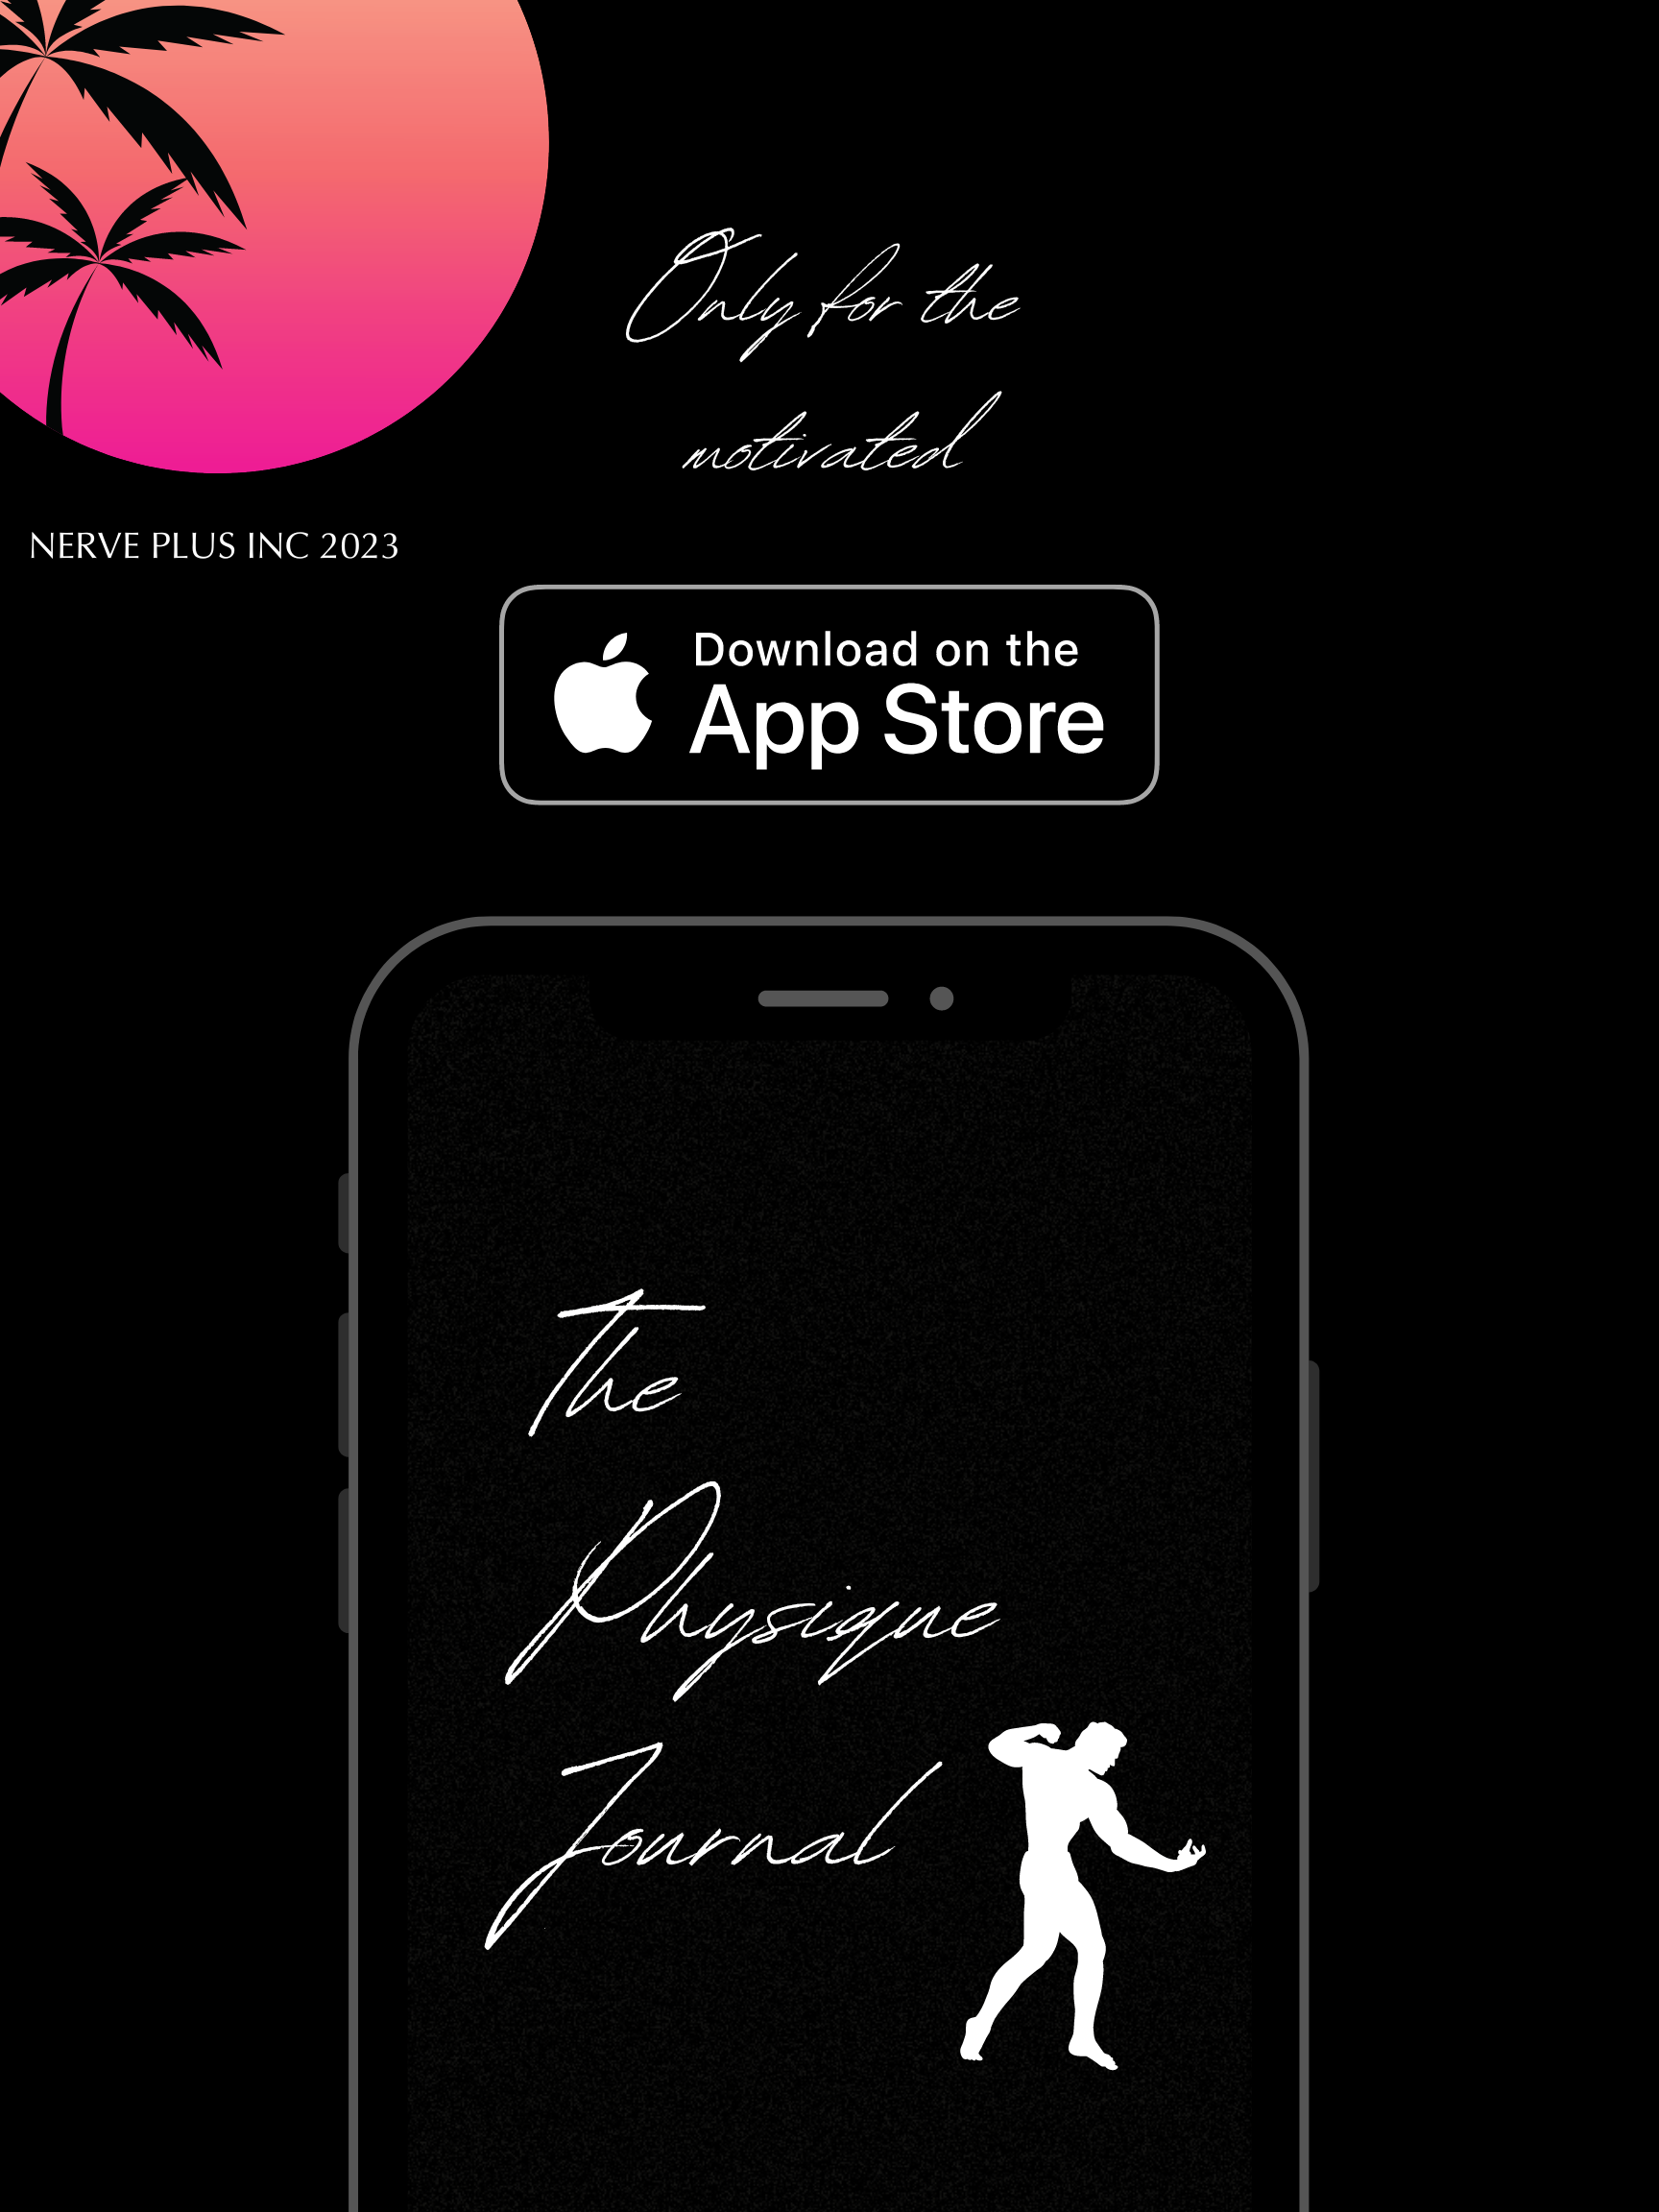 Only for the
motivated
NERVE PLUS INC 2023
Download on the
App Store
The
Physique
Journal